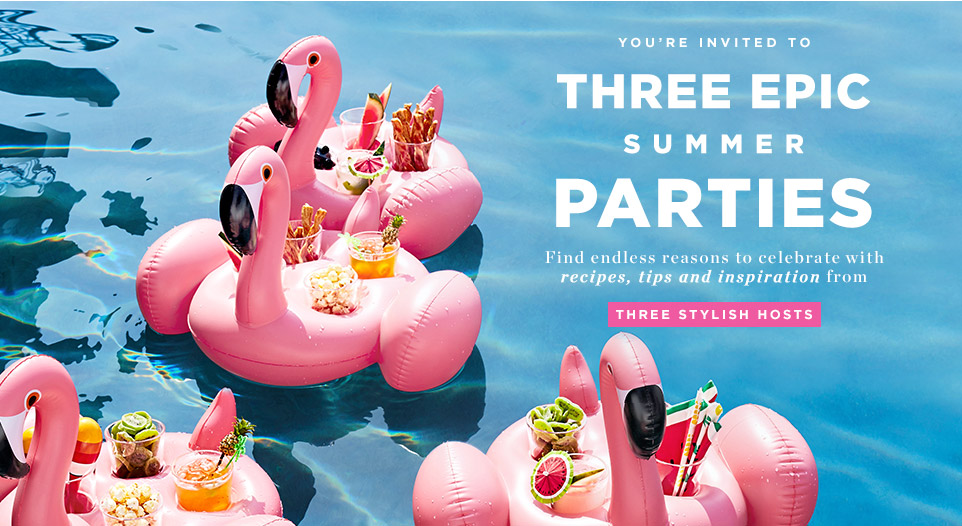 YOU'RE INVITED TO
THREE EPIC
SUMMER
PARTIES
Find endless reasons to celebrate with
recipes, tips and inspiration from
THREE STYLISH HOSTS